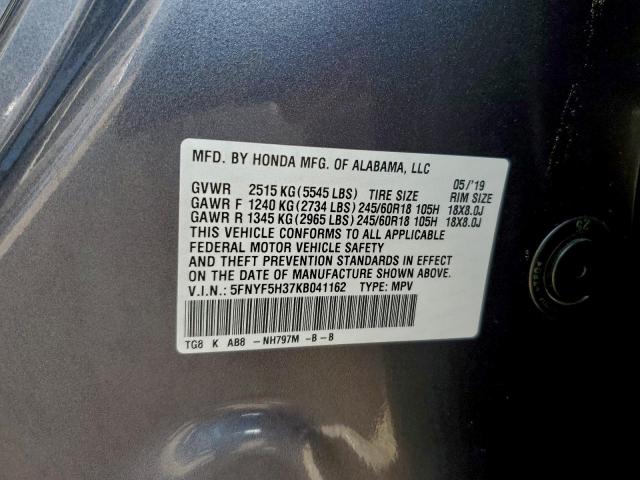 MFD. BY HONDA MFG. OF ALABAMA, LLC
GVWR 2515 KG (5545 LBS) TIRE SIZE 05/'19 RIM SIZE
GAWR F 1240 KG (2734 LBS) 245/60R18 105H 18X8.0J
GAWR R 1345 KG (2965 LBS) 245/60R18 105H 18X8.0J
THIS VEHICLE CONFORMS TO ALL APPLICABLE
FEDERAL MOTOR VEHICLE SAFETY
AND THEFT PREVENTION STANDARDS IN EFFECT
ON THE DATE OF MANUFACTURE SHOWN ABOVE.
V.I.N.: 5FNYF5H37KB041162 TYPE: MPV
TG8 K AB8 -NH797M -B-B